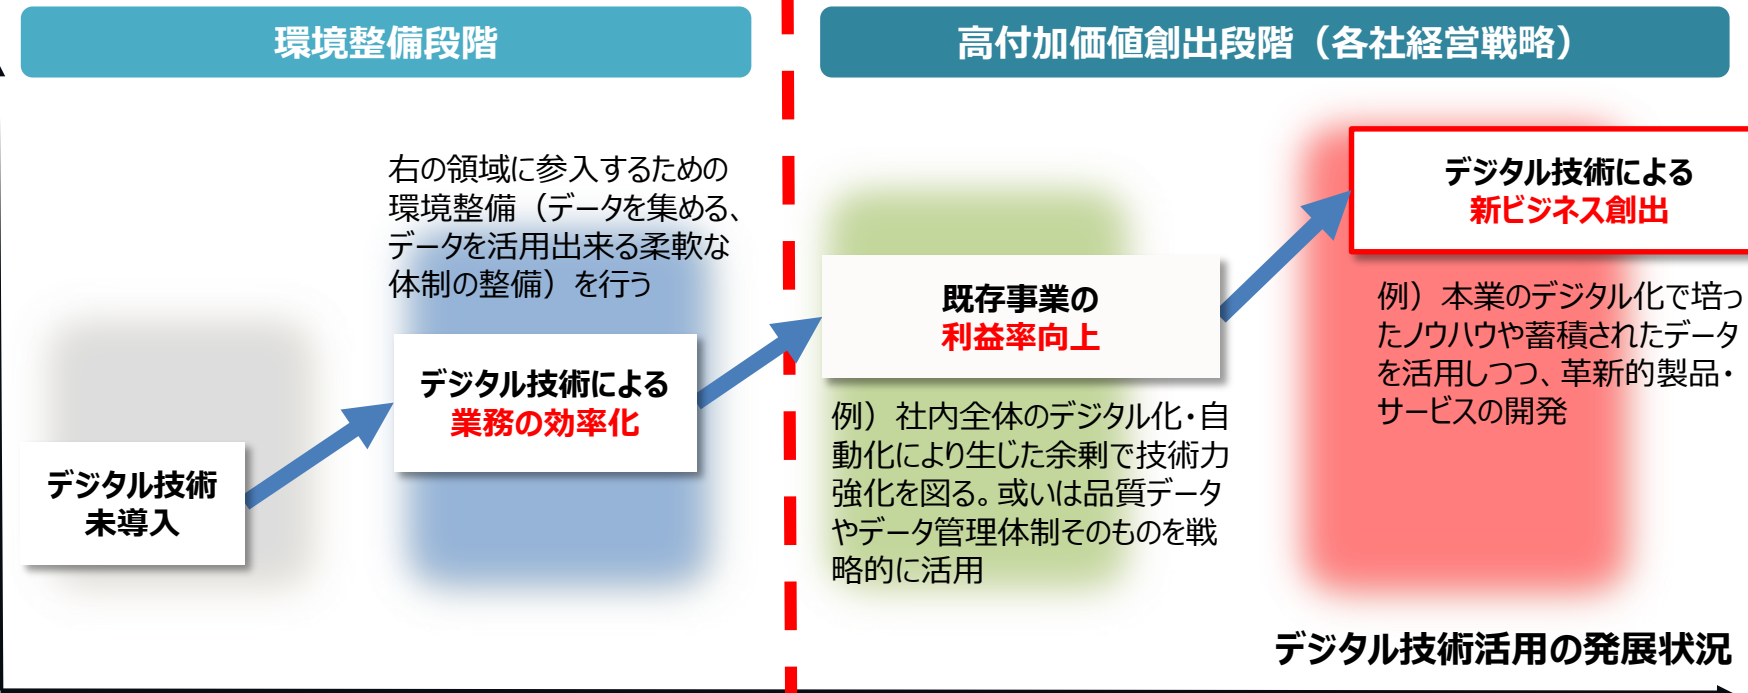 環境整備段階
高付加価値創出段階（各社経営戦略）
デジタル技術
未導入
右の領域に参入するための
環境整備（データを集める、
データを活用出来る柔軟な
体制の整備）を行う
デジタル技術による
業務の効率化
既存事業の
利益率向上
例）社内全体のデジタル化・自
動化により生じた余剰で技術力
強化を図る。或いは品質データ
やデータ管理体制そのものを戦
略的に活用
デジタル技術による
新ビジネス創出
例）本業のデジタル化で培っ
たノウハウや蓄積されたデータ
を活用しつつ、革新的製品・
サービスの開発
デジタル技術活用の発展状況